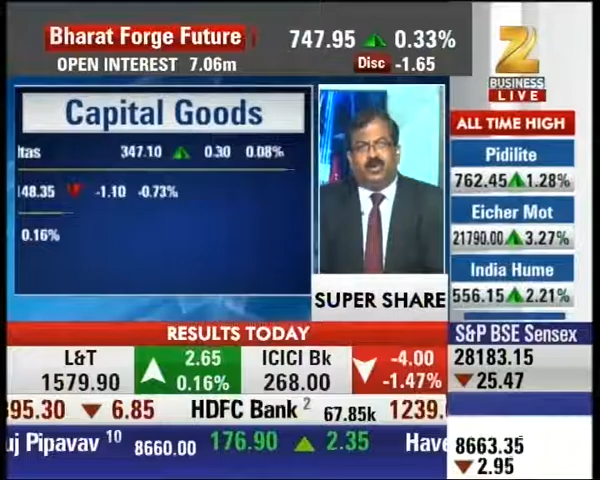 Bharat Forge Future
747.95 0.33%
OPEN INTEREST 7.06m
Disc -1.65
BUSINESS
LIVE
Capital Goods
ltas 347.10 0.30 0.08%
148.35 -1.10 -0.73%
0.16%
SUPER SHARE
ALL TIME HIGH
Pidilite
762.45 1.28%
Eicher Mot
21790.00 3.27%
India Hume
556.15 2.21%
RESULTS TODAY
L&T 2.65 ICICI Bk -4.00
1579.90 0.16% 268.00 -1.47%
S&P BSE Sensex
28183.15
25.47
395.30 6.85 HDFC Bank 2 67.85k 1239.
uj Pipavav 10 8660.00 176.90 2.35 Have
8663.35
2.95